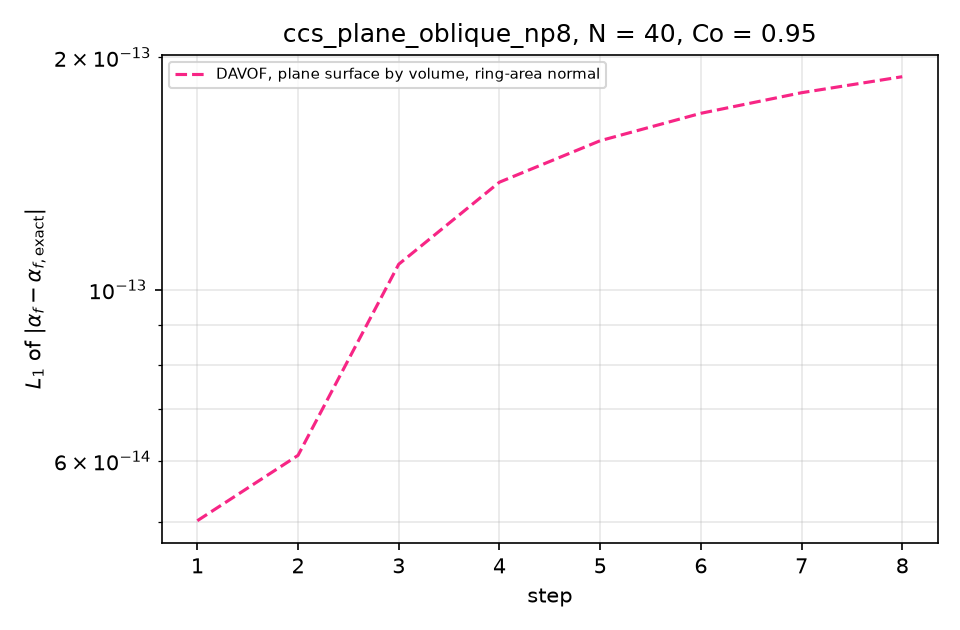 ccs_plane_oblique_np8, N = 40, Co = 0.95
DAVOF, plane surface by volume, ring-area normal
2 × 10⁻¹³
10⁻¹³
6 × 10⁻¹⁴
L₁ of |α_f − α_{f,exact}|
1 2 3 4 5 6 7 8
step